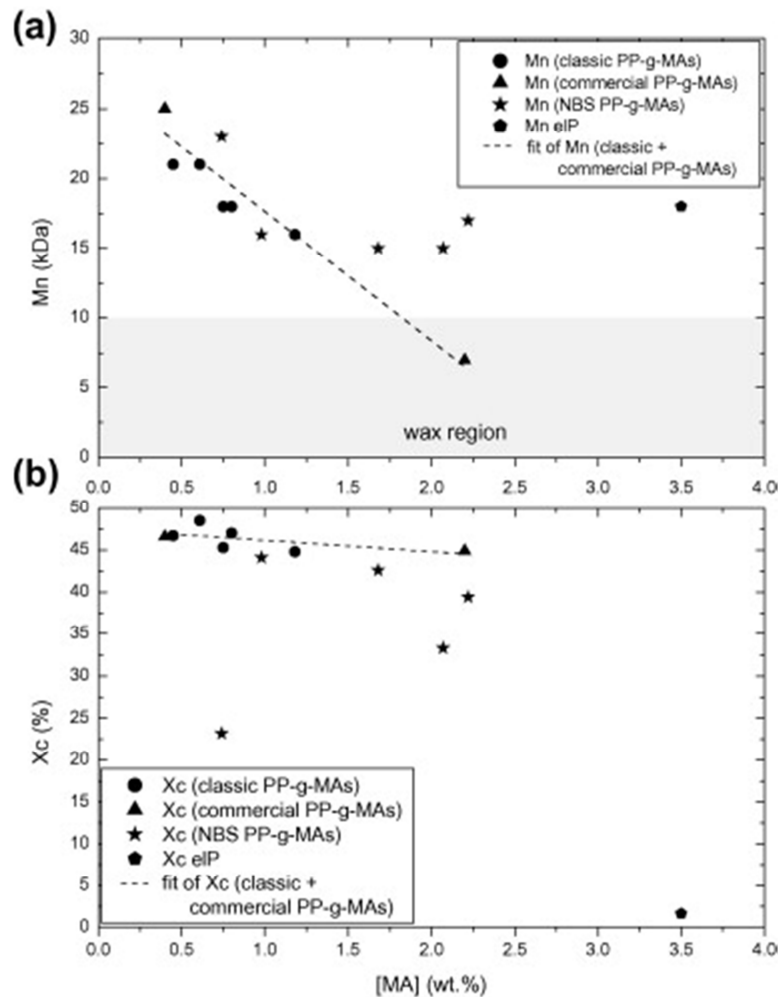 (a)
30
25
20
15
10
5
0
Mn (kDa)
Mn (classic PP-g-MAs)
Mn (commercial PP-g-MAs)
Mn (NBS PP-g-MAs)
Mn eIP
fit of Mn (classic +
commercial PP-g-MAs)
wax region
0.0 0.5 1.0 1.5 2.0 2.5 3.0 3.5 4.0
(b)
50
45
40
35
30
25
20
15
10
5
0
Xc (%)
Xc (classic PP-g-MAs)
Xc (commercial PP-g-MAs)
Xc (NBS PP-g-MAs)
Xc eIP
fit of Xc (classic +
commercial PP-g-MAs)
0.0 0.5 1.0 1.5 2.0 2.5 3.0 3.5 4.0
[MA] (wt.%)